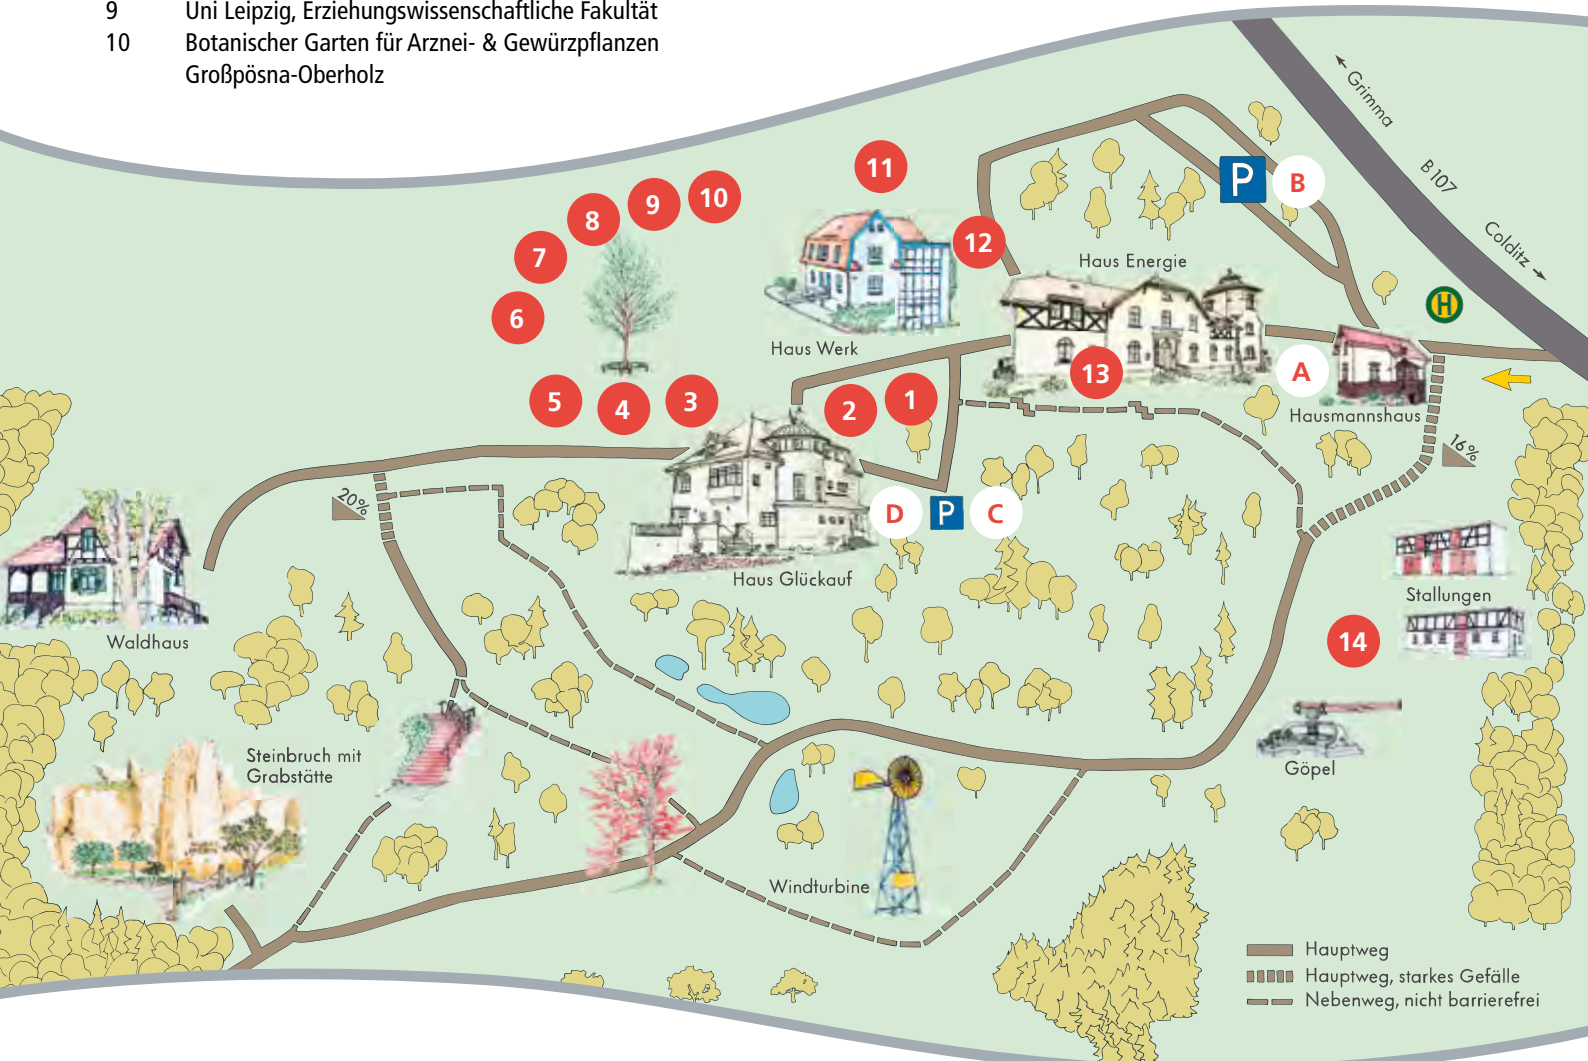 9 Uni Leipzig, Erziehungswissenschaftliche Fakultät
10 Botanischer Garten für Arznei- & Gewürzpflanzen
Großpösna-Oberholz
Grimma
B 107
Colditz
11
P
B
10
9
8
12
7
Haus Energie
6
H
Haus Werk
13
A
5
4
3
2
1
Hausmannshaus
16%
20%
D
P
C
Haus Glückauf
Stallungen
Waldhaus
14
Steinbruch mit
Grabstätte
Göpel
Windturbine
Hauptweg
Hauptweg, starkes Gefälle
Nebenweg, nicht barrierefrei